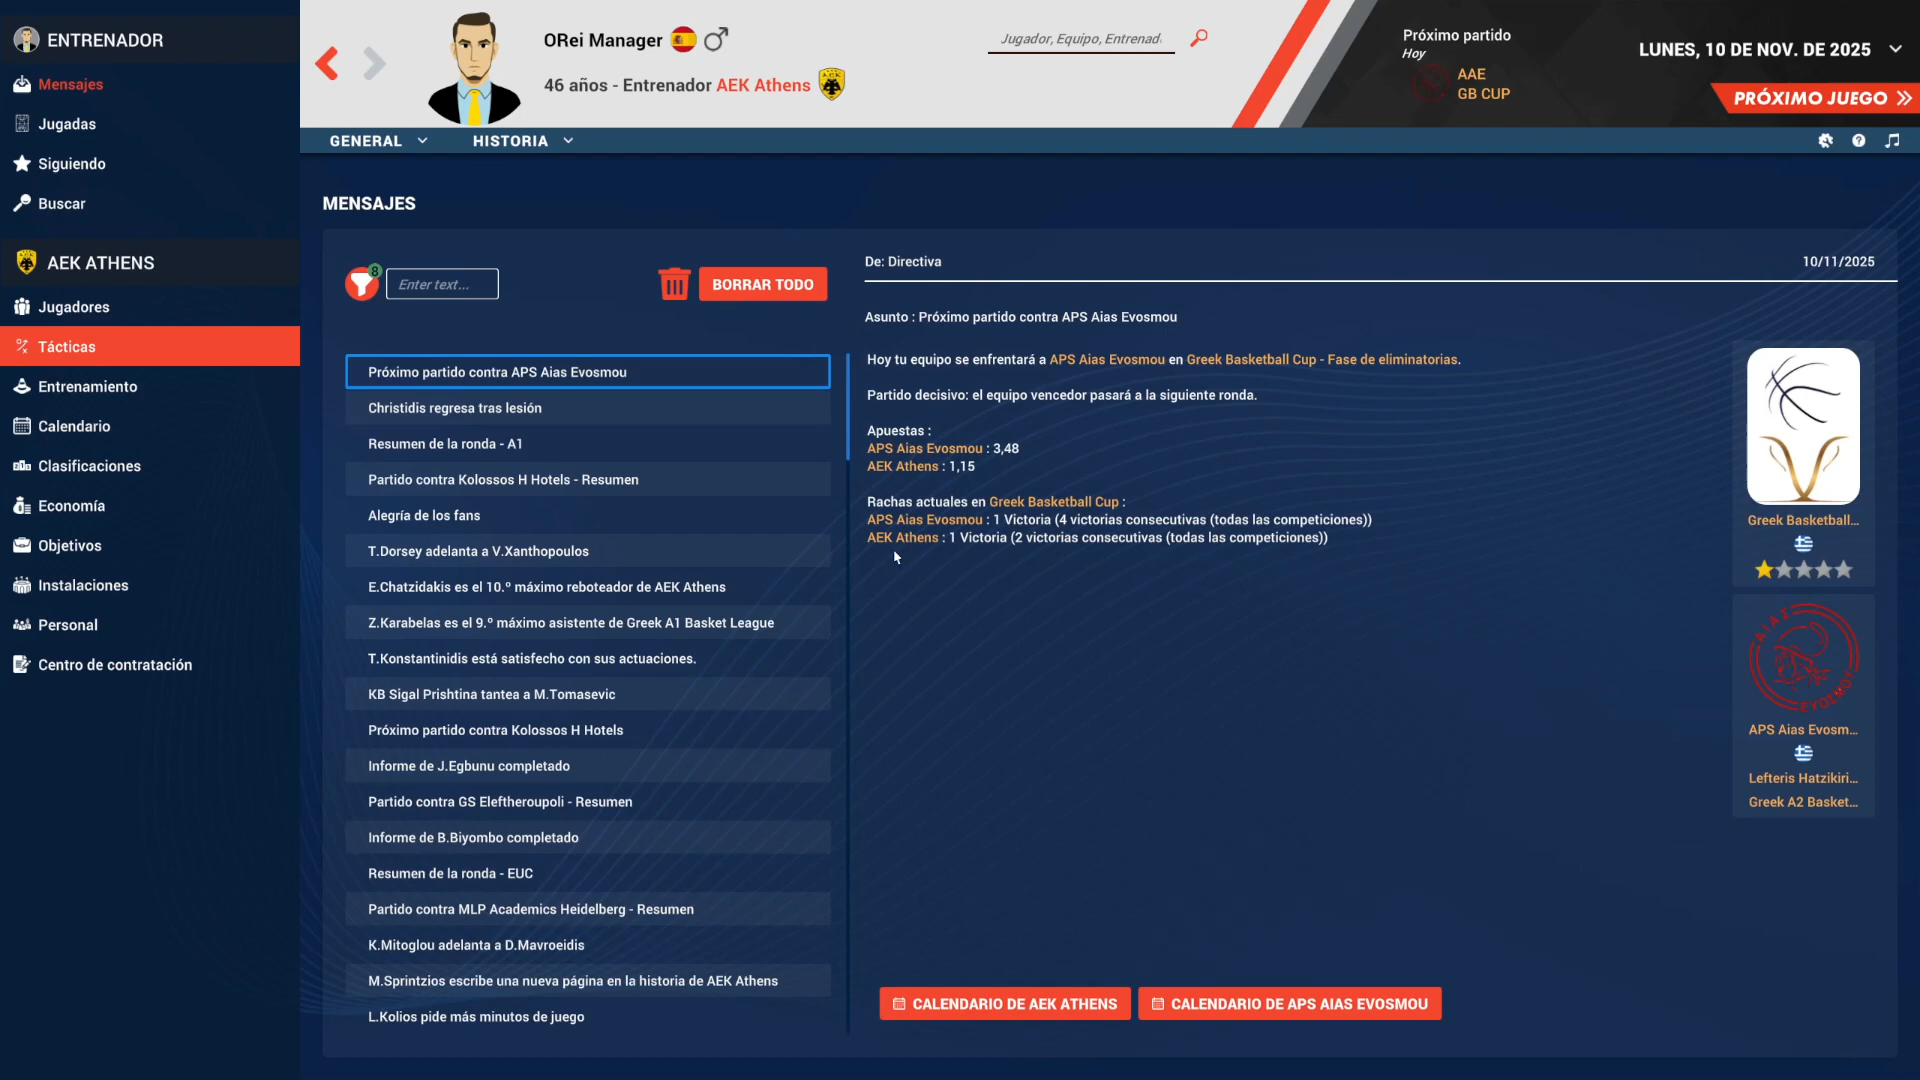 ENTRENADOR
Mensajes
Jugadas
Siguiendo
Buscar
AEK ATHENS
Jugadores
Tácticas
Entrenamiento
Calendario
Clasificaciones
Economía
Objetivos
Instalaciones
Personal
Centro de contratación
ORei Manager
46 años - Entrenador AEK Athens
Jugador, Equipo, Entrenad
Próximo partido
Hoy
AAE
GB CUP
LUNES, 10 DE NOV. DE 2025
PRÓXIMO JUEGO
GENERAL
HISTORIA
MENSAJES
8
Enter text...
BORRAR TODO
Próximo partido contra APS Aias Evosmou
Christidis regresa tras lesión
Resumen de la ronda - A1
Partido contra Kolossos H Hotels - Resumen
Alegría de los fans
T.Dorsey adelanta a V.Xanthopoulos
E.Chatzidakis es el 10.º máximo reboteador de AEK Athens
Z.Karabelas es el 9.º máximo asistente de Greek A1 Basket League
T.Konstantinidis está satisfecho con sus actuaciones.
KB Sigal Prishtina tantea a M.Tomasevic
Próximo partido contra Kolossos H Hotels
Informe de J.Egbunu completado
Partido contra GS Eleftheroupoli - Resumen
Informe de B.Biyombo completado
Resumen de la ronda - EUC
Partido contra MLP Academics Heidelberg - Resumen
K.Mitoglou adelanta a D.Mavroeidis
M.Sprintzios escribe una nueva página en la historia de AEK Athens
L.Kolios pide más minutos de juego
De: Directiva
10/11/2025
Asunto : Próximo partido contra APS Aias Evosmou
Hoy tu equipo se enfrentará a APS Aias Evosmou en Greek Basketball Cup - Fase de eliminatorias.
Partido decisivo: el equipo vencedor pasará a la siguiente ronda.
Apuestas :
APS Aias Evosmou : 3,48
AEK Athens : 1,15
Rachas actuales en Greek Basketball Cup :
APS Aias Evosmou : 1 Victoria (4 victorias consecutivas (todas las competiciones))
AEK Athens : 1 Victoria (2 victorias consecutivas (todas las competiciones))
Greek Basketball...
APS Aias Evosm...
Lefteris Hatzikiri...
Greek A2 Basket...
CALENDARIO DE AEK ATHENS
CALENDARIO DE APS AIAS EVOSMOU